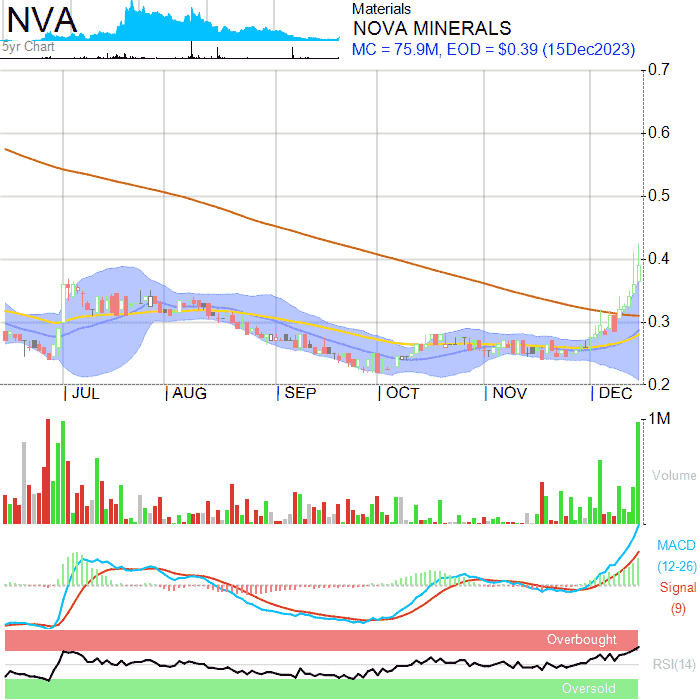 NVA
5yr Chart
Materials
NOVA MINERALS
MC = 75.9M, EOD = $0.39 (15Dec2023)
0.7
0.6
0.5
0.4
0.3
0.2
JUL
AUG
SEP
OCT
NOV
DEC
1M
Volume
MACD
(12-26)
Signal
(9)
Overbought
RSI(14)
Oversold